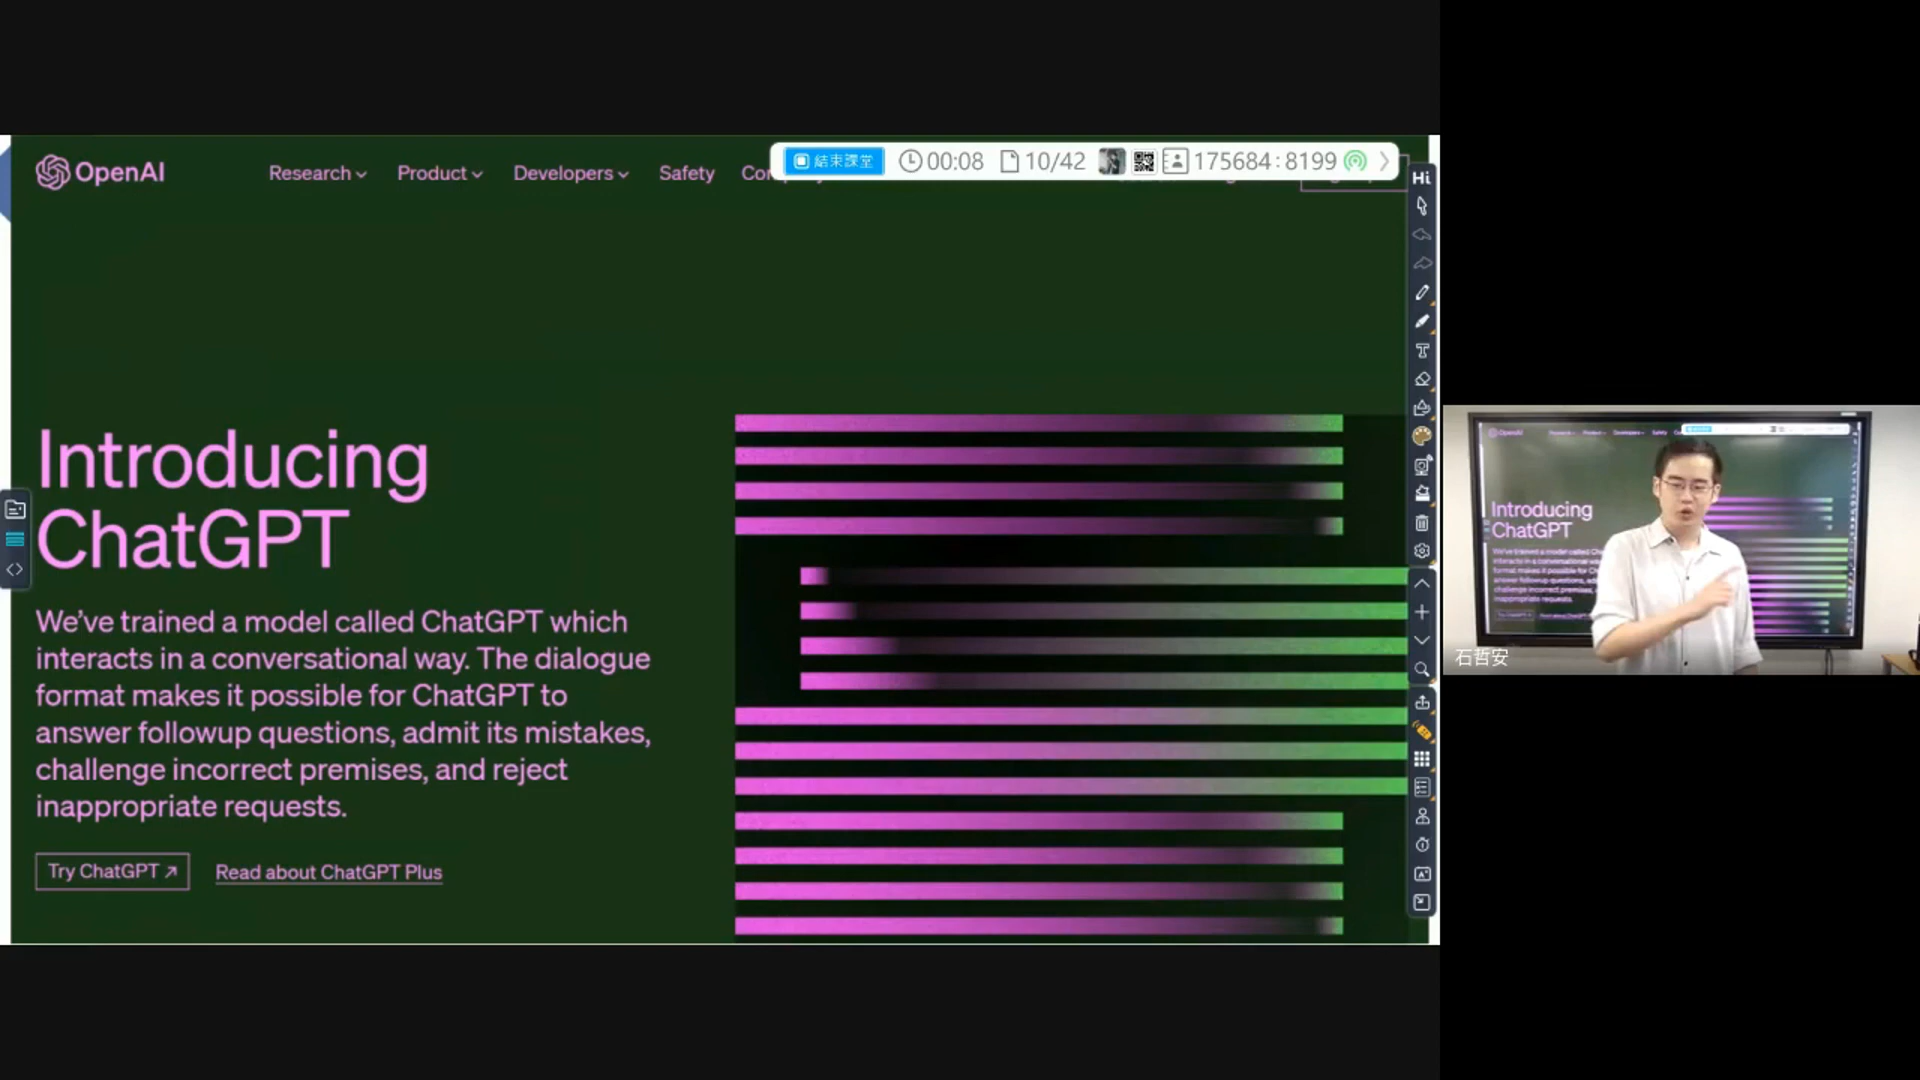 OpenAI
Research
Product
Developers
Safety
結束課堂
00:08
10/42
175684:8199
Hi
Introducing
ChatGPT
We've trained a model called ChatGPT which
interacts in a conversational way. The dialogue
format makes it possible for ChatGPT to
answer followup questions, admit its mistakes,
challenge incorrect premises, and reject
inappropriate requests.
Try ChatGPT ↗
Read about ChatGPT Plus
Introducing
ChatGPT
石哲安